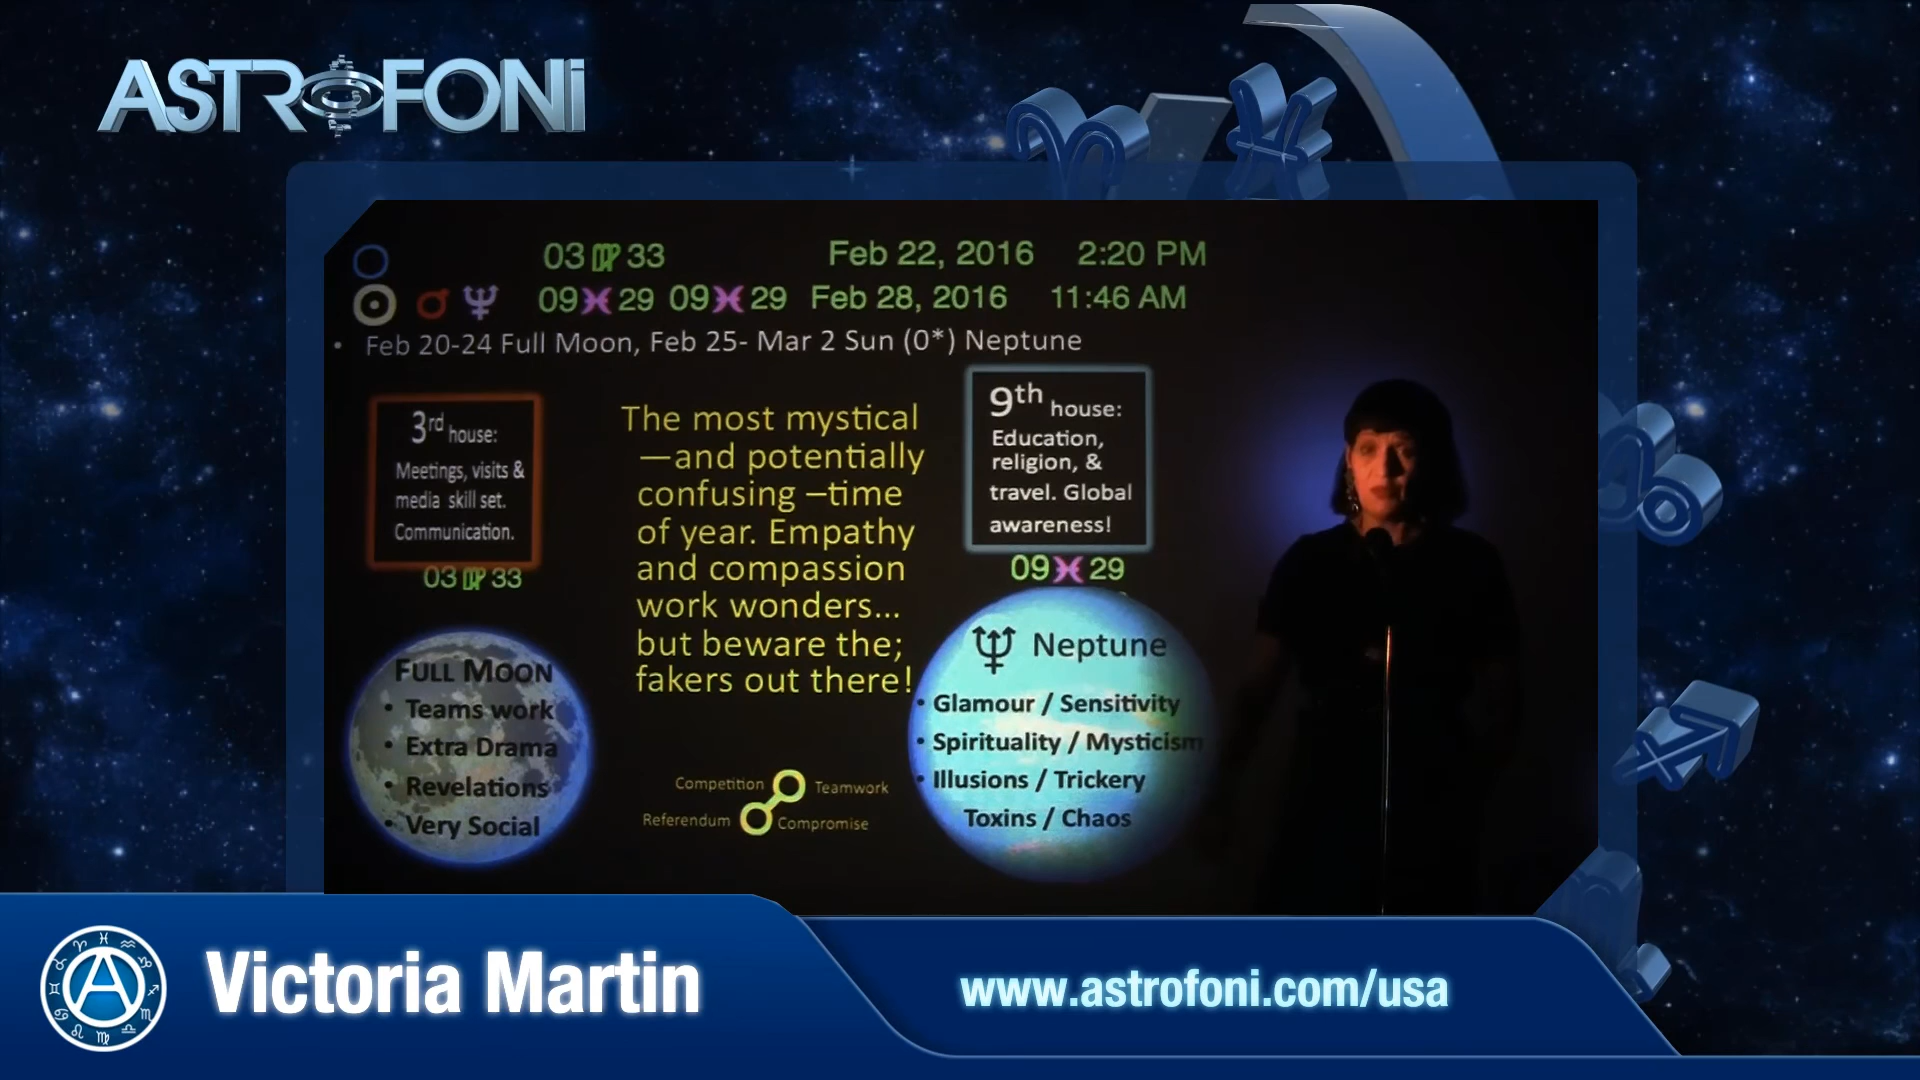 ASTROFONi
03 ♍ 33 Feb 22, 2016 2:20 PM
☉ ♂ ♆ 09 ♓ 29 09 ♓ 29 Feb 28, 2016 11:46 AM
• Feb 20-24 Full Moon, Feb 25- Mar 2 Sun (0*) Neptune
3rd house:
Meetings, visits &
media skill set.
Communication.
03 ♍ 33
FULL MOON
• Teams work
• Extra Drama
• Revelations
• Very Social
The most mystical
—and potentially
confusing –time
of year. Empathy
and compassion
work wonders...
but beware the;
fakers out there!
Competition Teamwork
Referendum Compromise
9th house:
Education,
religion, &
travel. Global
awareness!
09 ♓ 29
♆ Neptune
• Glamour / Sensitivity
• Spirituality / Mysticism
• Illusions / Trickery
Toxins / Chaos
Victoria Martin
www.astrofoni.com/usa